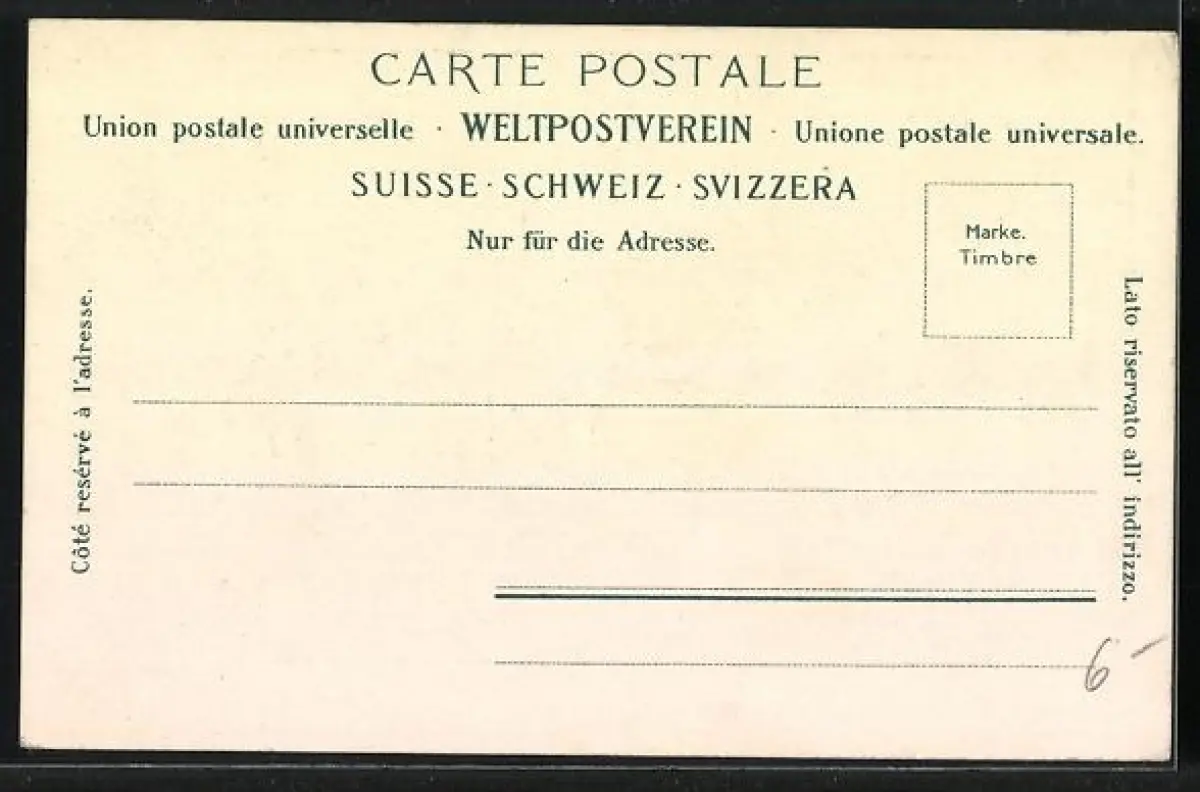 CARTE POSTALE
Union postale universelle · WELTPOSTVEREIN · Unione postale universale.
SUISSE · SCHWEIZ · SVIZZERA
Nur für die Adresse.
Marke.
Timbre
Côté resérvé à l'adresse.
Lato riservato all' indirizzo.
6 -